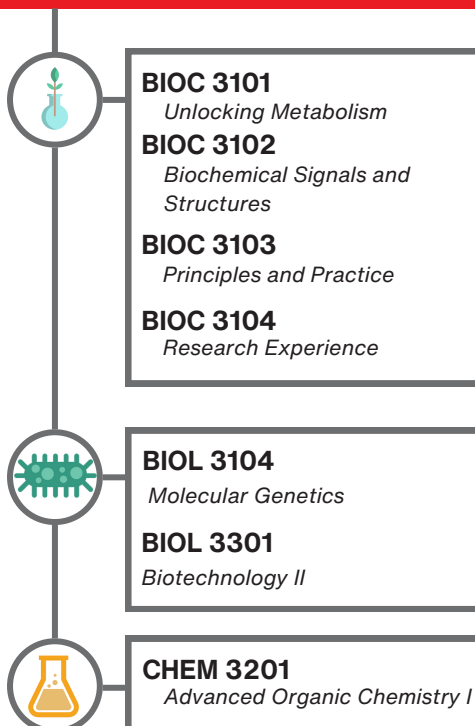 BIOC 3101
Unlocking Metabolism
BIOC 3102
Biochemical Signals and
Structures
BIOC 3103
Principles and Practice
BIOC 3104
Research Experience
BIOL 3104
Molecular Genetics
BIOL 3301
Biotechnology II
CHEM 3201
Advanced Organic Chemistry I